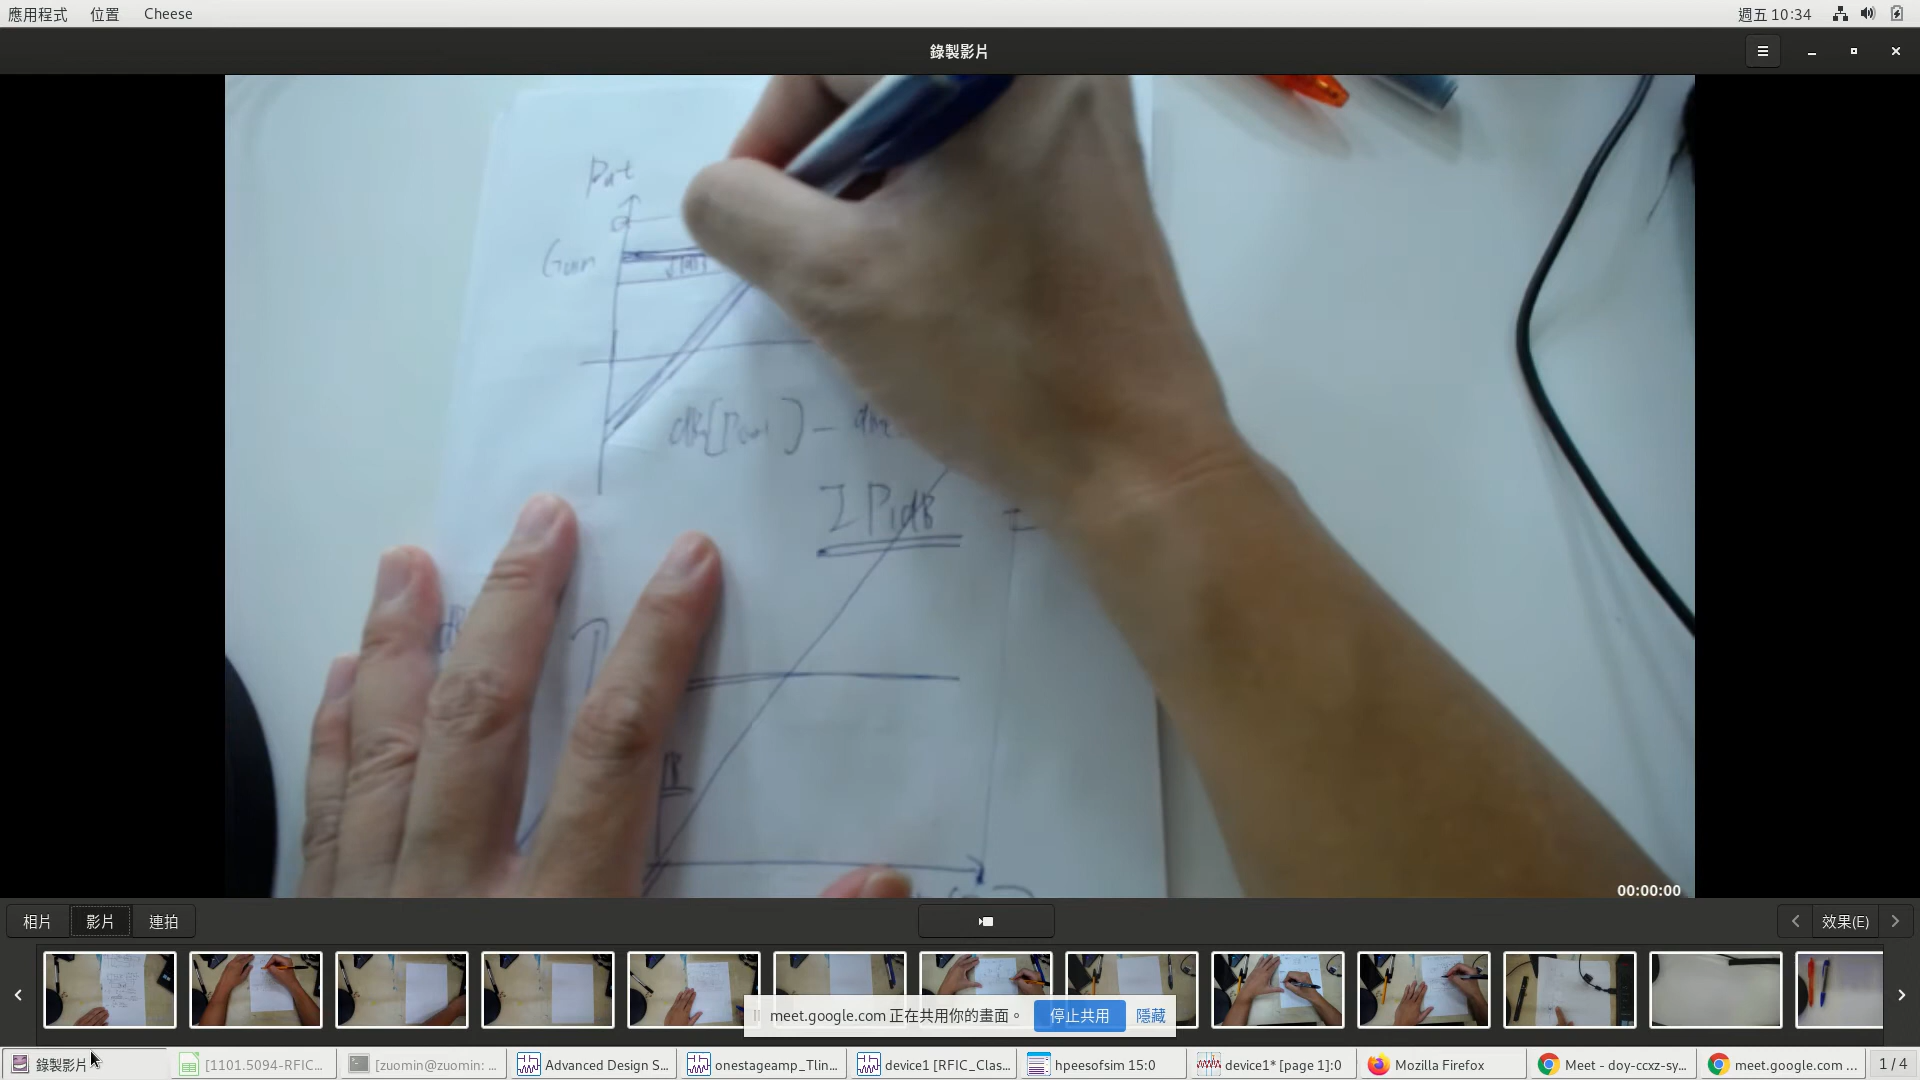 應用程式 位置 Cheese
週五 10:34
錄製影片
Pout
Gain
dB[Pout] -
IP1dB =
00:00:00
相片 影片 連拍
效果(E)
meet.google.com 正在共用你的畫面。 停止共用 隱藏
錄製影片 [1101.5094-RFIC... [zuomin@zuomin: ... Advanced Design S... onestageamp_Tlin... device1 [RFIC_Clas... hpeesofsim 15:0 device1* [page 1]:0 Mozilla Firefox Meet - doy-ccxz-sy... meet.google.com ... 1 / 4